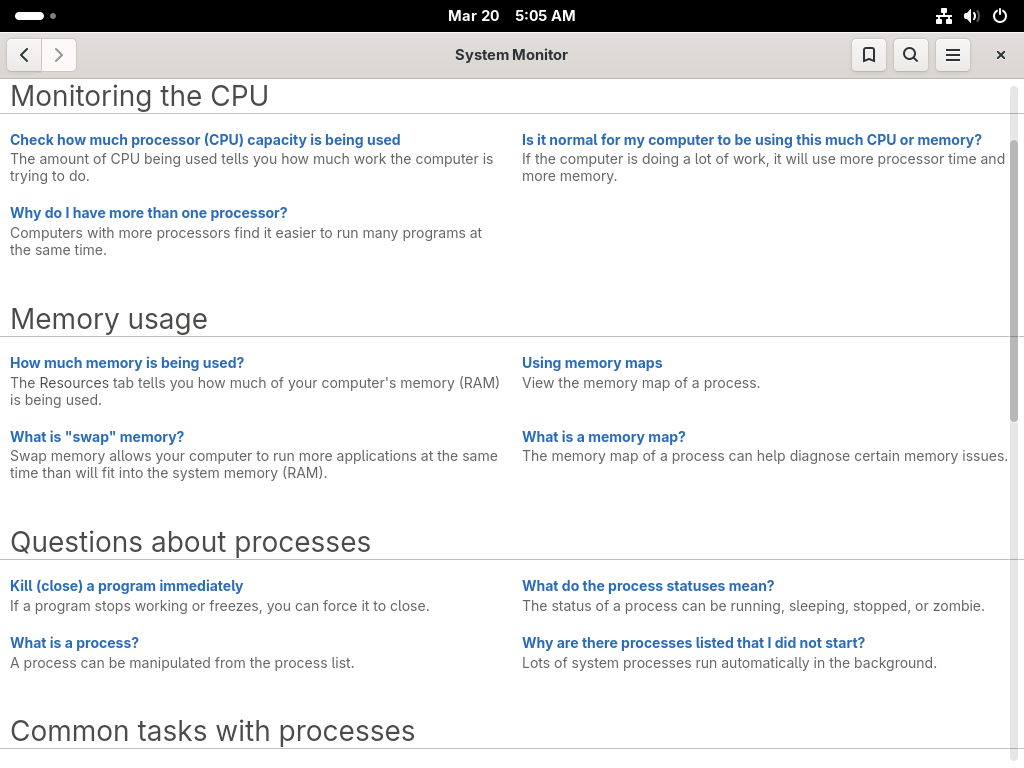 Mar 20 5:05 AM
System Monitor
Monitoring the CPU
Check how much processor (CPU) capacity is being used
The amount of CPU being used tells you how much work the computer is
trying to do.
Is it normal for my computer to be using this much CPU or memory?
If the computer is doing a lot of work, it will use more processor time and
more memory.
Why do I have more than one processor?
Computers with more processors find it easier to run many programs at
the same time.
Memory usage
How much memory is being used?
The Resources tab tells you how much of your computer's memory (RAM)
is being used.
Using memory maps
View the memory map of a process.
What is "swap" memory?
Swap memory allows your computer to run more applications at the same
time than will fit into the system memory (RAM).
What is a memory map?
The memory map of a process can help diagnose certain memory issues.
Questions about processes
Kill (close) a program immediately
If a program stops working or freezes, you can force it to close.
What do the process statuses mean?
The status of a process can be running, sleeping, stopped, or zombie.
What is a process?
A process can be manipulated from the process list.
Why are there processes listed that I did not start?
Lots of system processes run automatically in the background.
Common tasks with processes